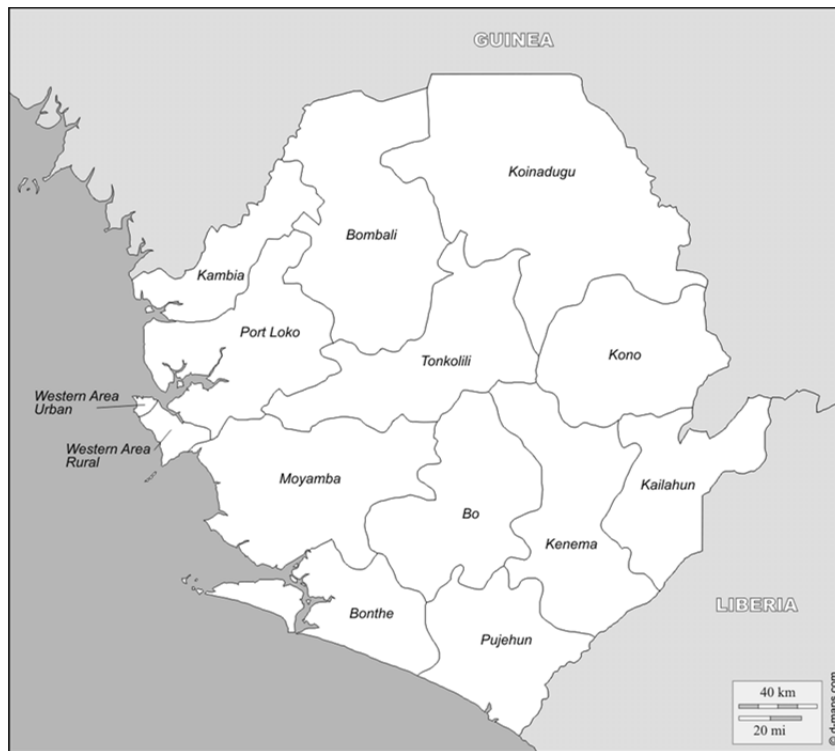 GUINEA
Koinadugu
Bombali
Kambia
Port Loko
Kono
Tonkolili
Western Area
Urban
Western Area
Rural
Moyamba
Kailahun
Bo
Kenema
LIBERIA
Bonthe
Pujehun
40 km
20 mi
© d-maps.com